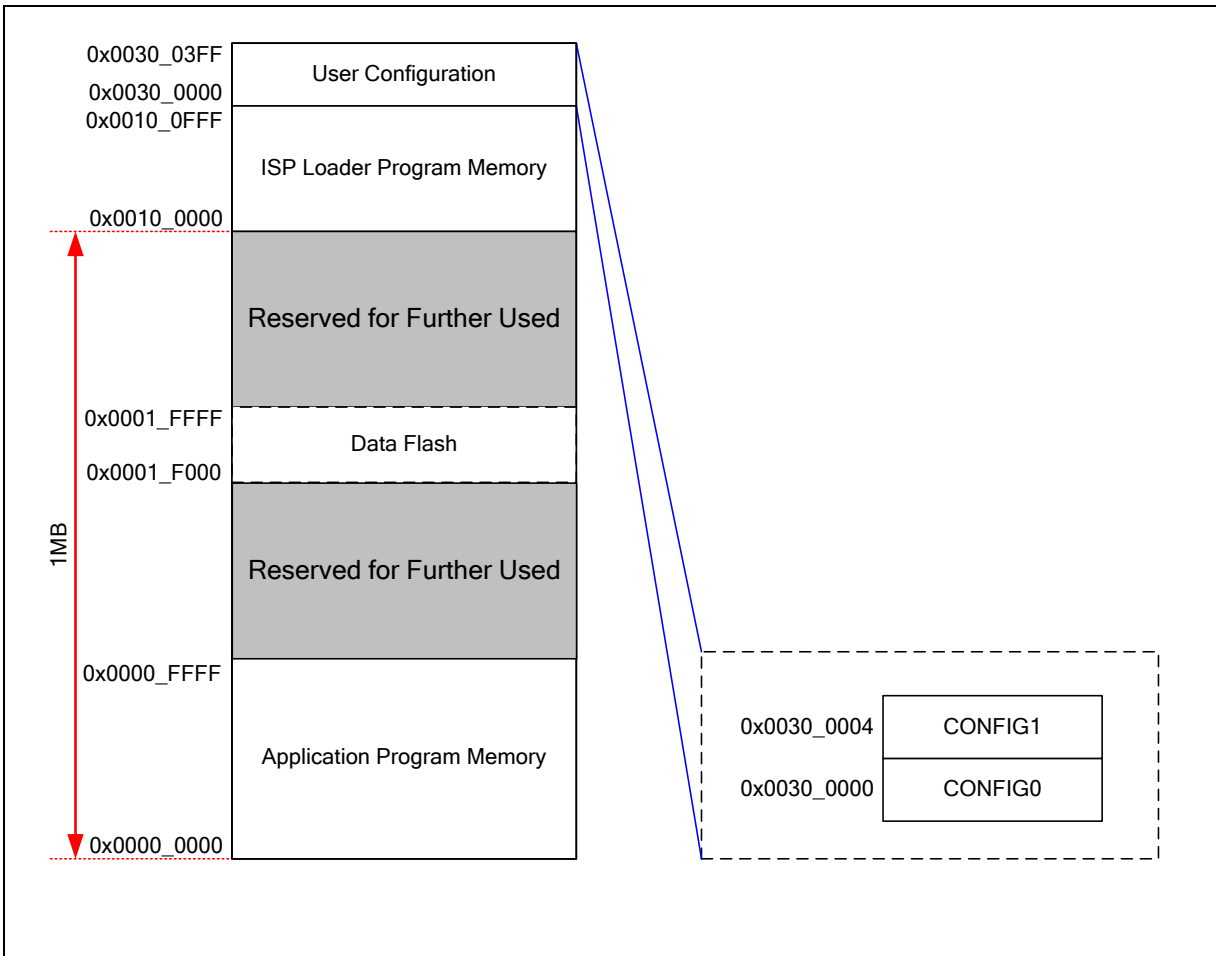 0x0030_03FF
User Configuration
0x0030_0000
0x0010_0FFF
ISP Loader Program Memory
0x0010_0000
Reserved for Further Used
0x0001_FFFF
Data Flash
0x0001_F000
1MB
Reserved for Further Used
0x0000_FFFF
Application Program Memory
0x0000_0000
0x0030_0004 CONFIG1
0x0030_0000 CONFIG0